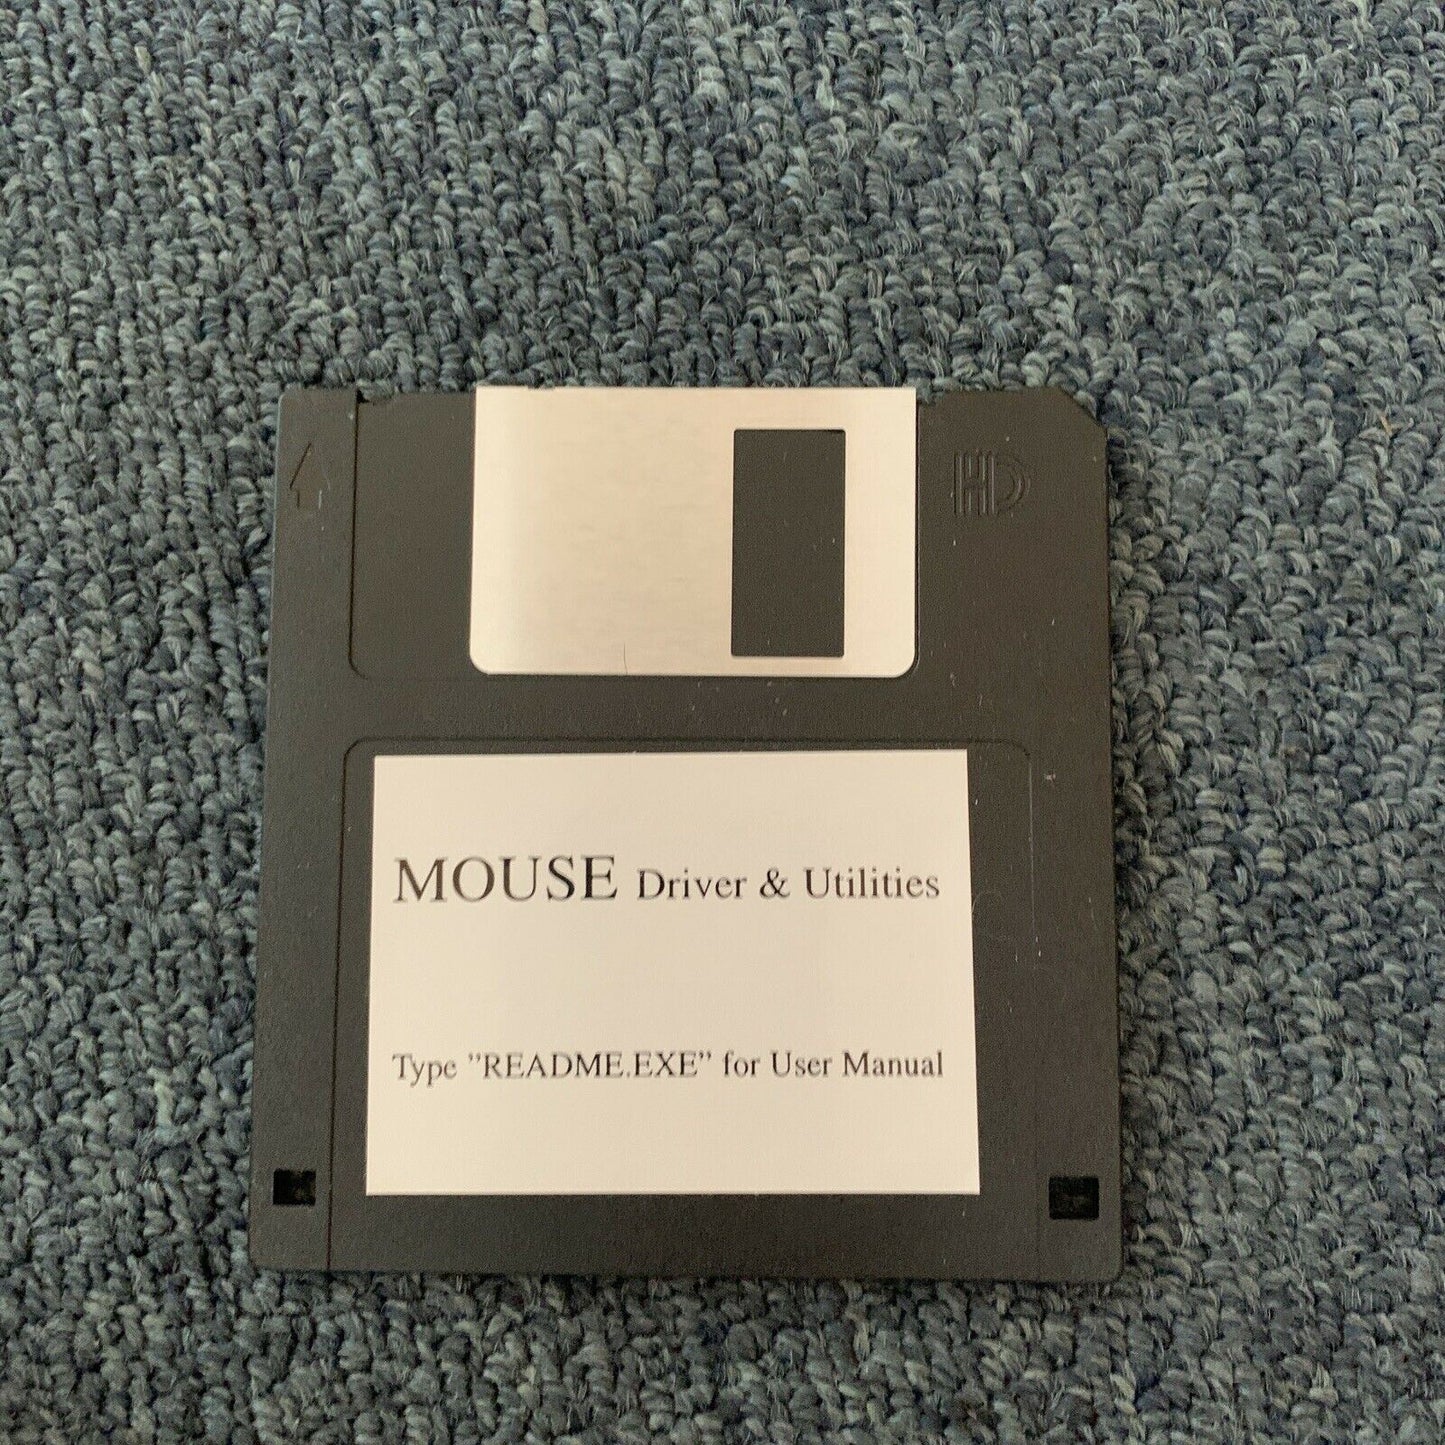 HD
MOUSE Driver & Utilities
Type "README.EXE" for User Manual